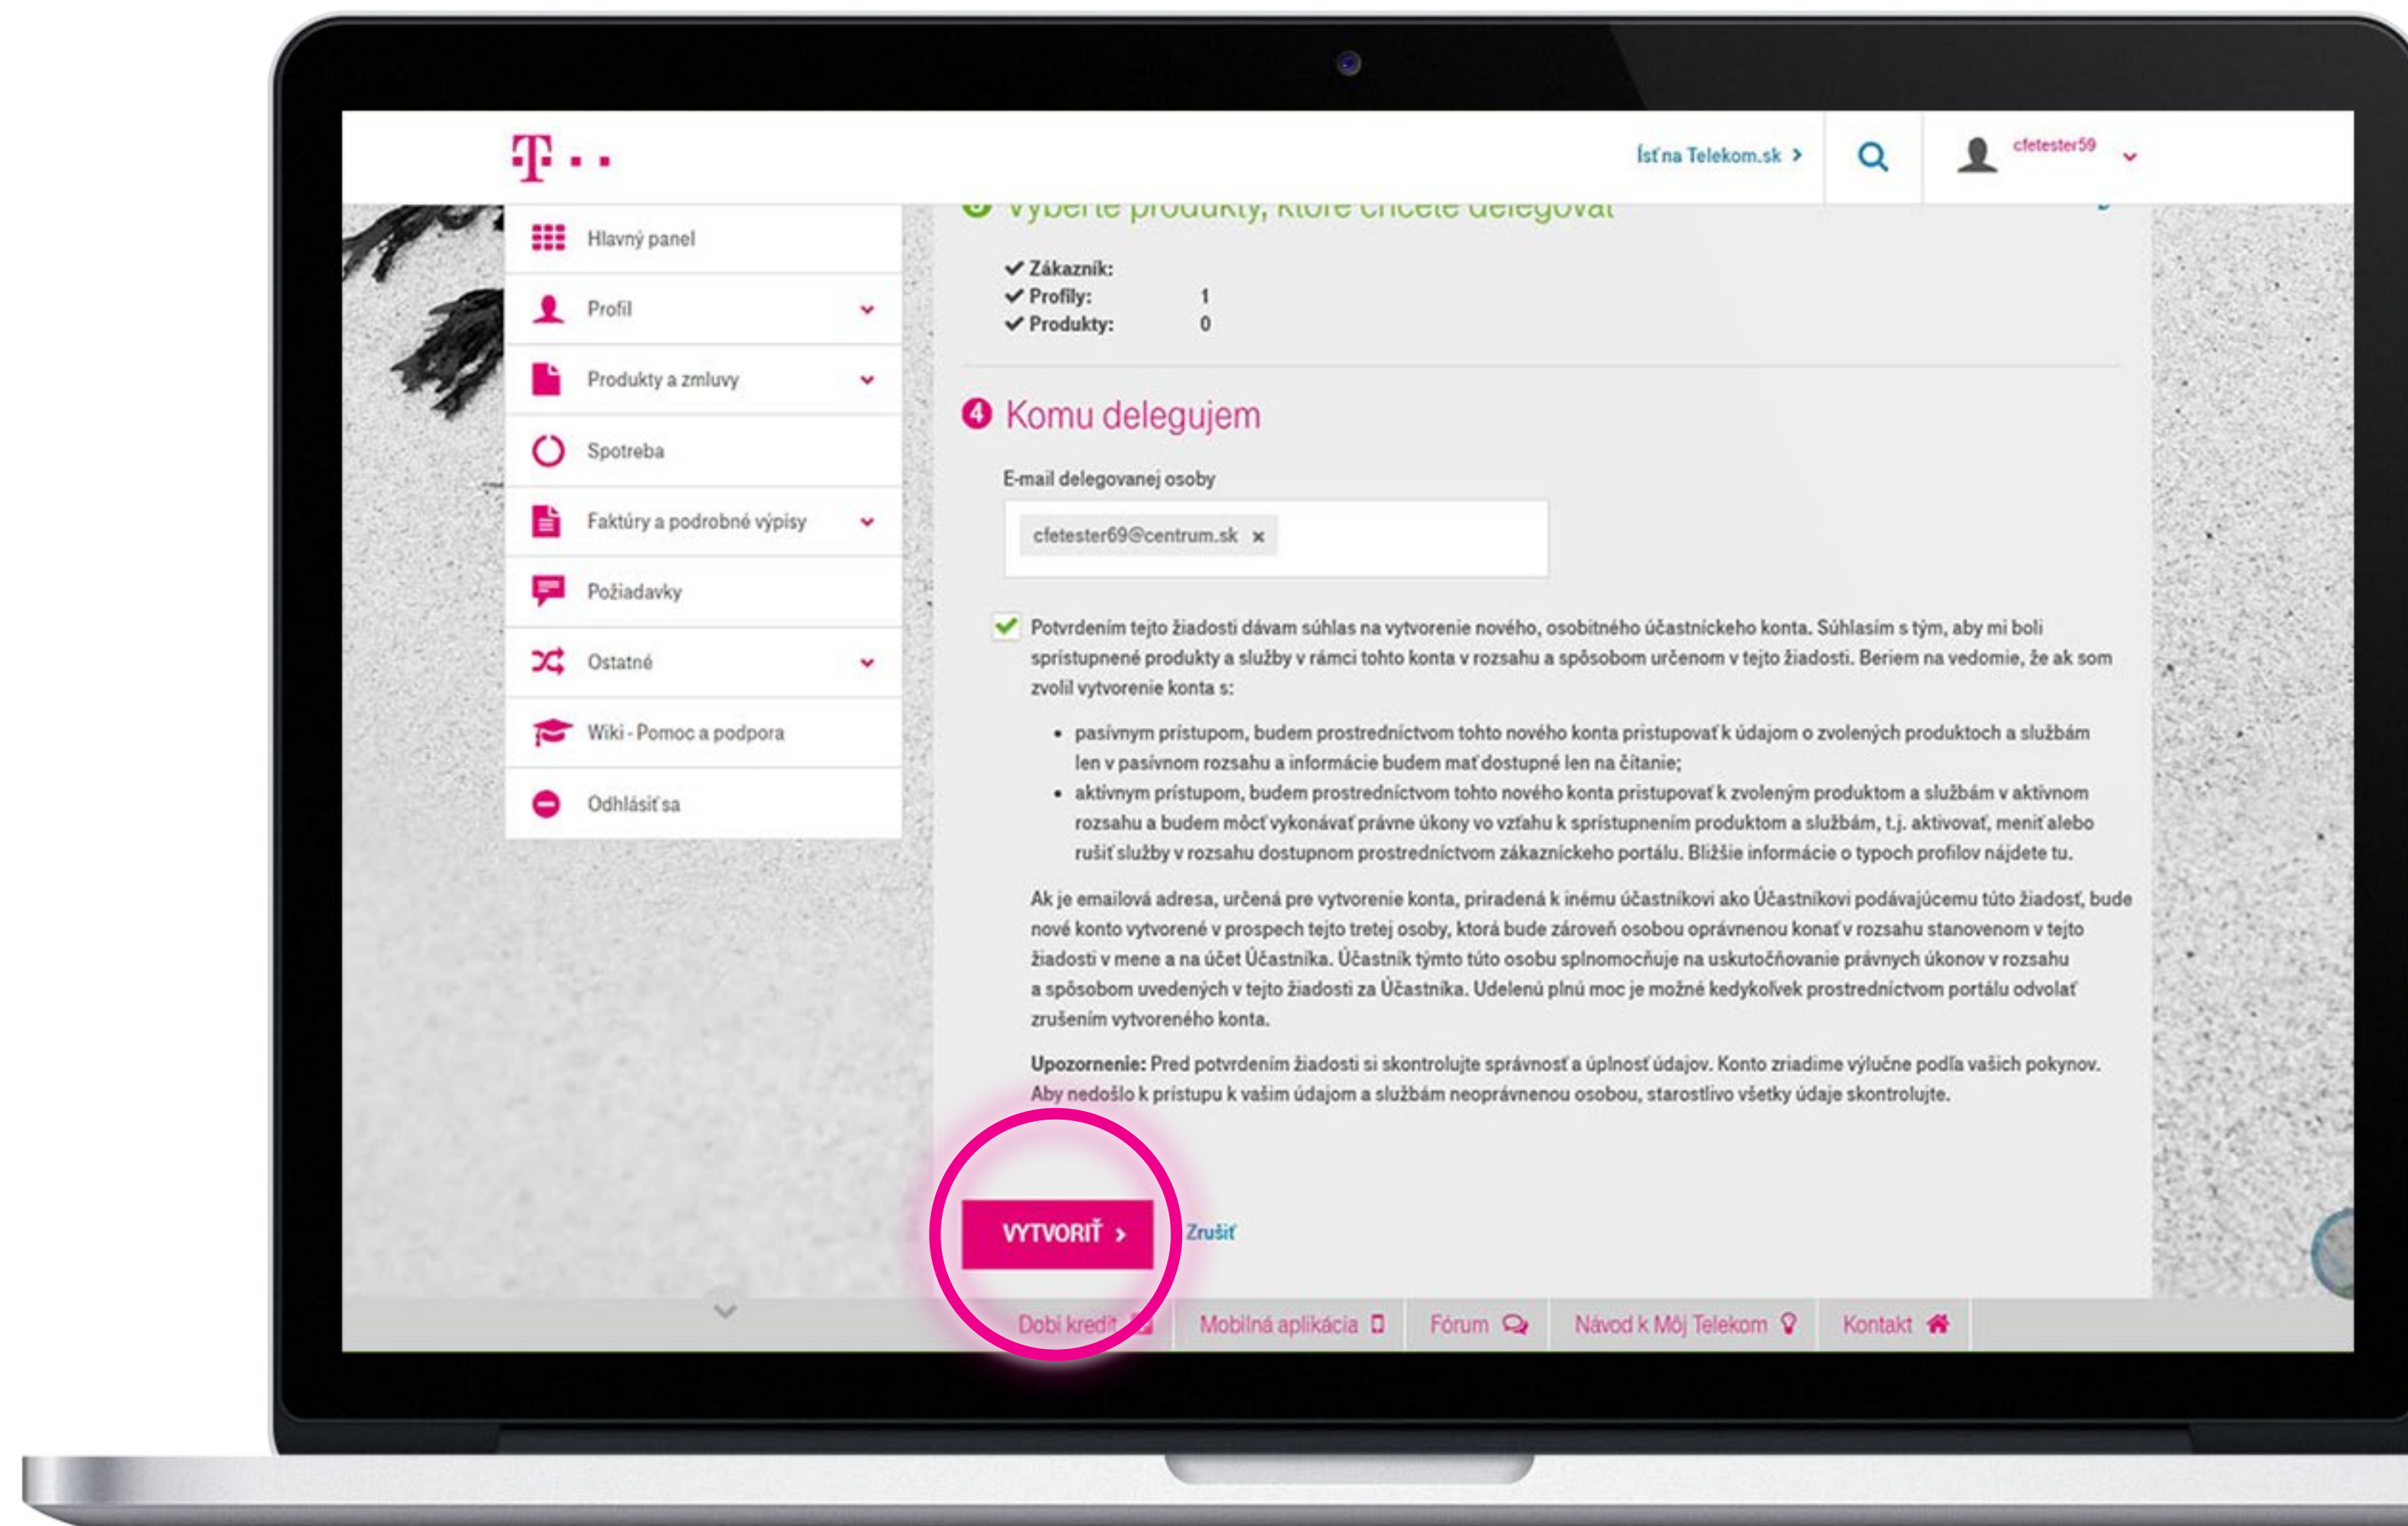 T
Ísť na Telekom.sk
cfetester59
Hlavný panel
Profil
Produkty a zmluvy
Spotreba
Faktúry a podrobné výpisy
Požiadavky
Ostatné
Wiki - Pomoc a podpora
Odhlásiť sa
Vyberte produkty, ktoré chcete delegovať
Zákazník:
Profily: 1
Produkty: 0
4 Komu delegujem
E-mail delegovanej osoby
cfetester69@centrum.sk ×
Potvrdením tejto žiadosti dávam súhlas na vytvorenie nového, osobitného účastníckeho konta. Súhlasím s tým, aby mi boli
sprístupnené produkty a služby v rámci tohto konta v rozsahu a spôsobom určenom v tejto žiadosti. Beriem na vedomie, že ak som
zvolil vytvorenie konta s:
• pasívnym prístupom, budem prostredníctvom tohto nového konta pristupovať k údajom o zvolených produktoch a službám
len v pasívnom rozsahu a informácie budem mať dostupné len na čítanie;
• aktívnym prístupom, budem prostredníctvom tohto nového konta pristupovať k zvoleným produktom a službám v aktívnom
rozsahu a budem môcť vykonávať právne úkony vo vzťahu k sprístupnením produktom a službám, t.j. aktivovať, meniť alebo
rušiť služby v rozsahu dostupnom prostredníctvom zákazníckeho portálu. Bližšie informácie o typoch profilov nájdete tu.
Ak je emailová adresa, určená pre vytvorenie konta, priradená k inému účastníkovi ako Účastníkovi podávajúcemu túto žiadosť, bude
nové konto vytvorené v prospech tejto tretej osoby, ktorá bude zároveň osobou oprávnenou konať v rozsahu stanovenom v tejto
žiadosti v mene a na účet Účastníka. Účastník týmto túto osobu splnomocňuje na uskutočňovanie právnych úkonov v rozsahu
a spôsobom uvedených v tejto žiadosti za Účastníka. Udelenú plnú moc je možné kedykoľvek prostredníctvom portálu odvolať
zrušením vytvoreného konta.
Upozornenie: Pred potvrdením žiadosti si skontrolujte správnosť a úplnosť údajov. Konto zriadime výlučne podľa vašich pokynov.
Aby nedošlo k prístupu k vašim údajom a službám neoprávnenou osobou, starostlivo všetky údaje skontrolujte.
VYTVORIŤ
Zrušiť
Dobi kredit
Mobilná aplikácia
Fórum
Návod k Môj Telekom
Kontakt